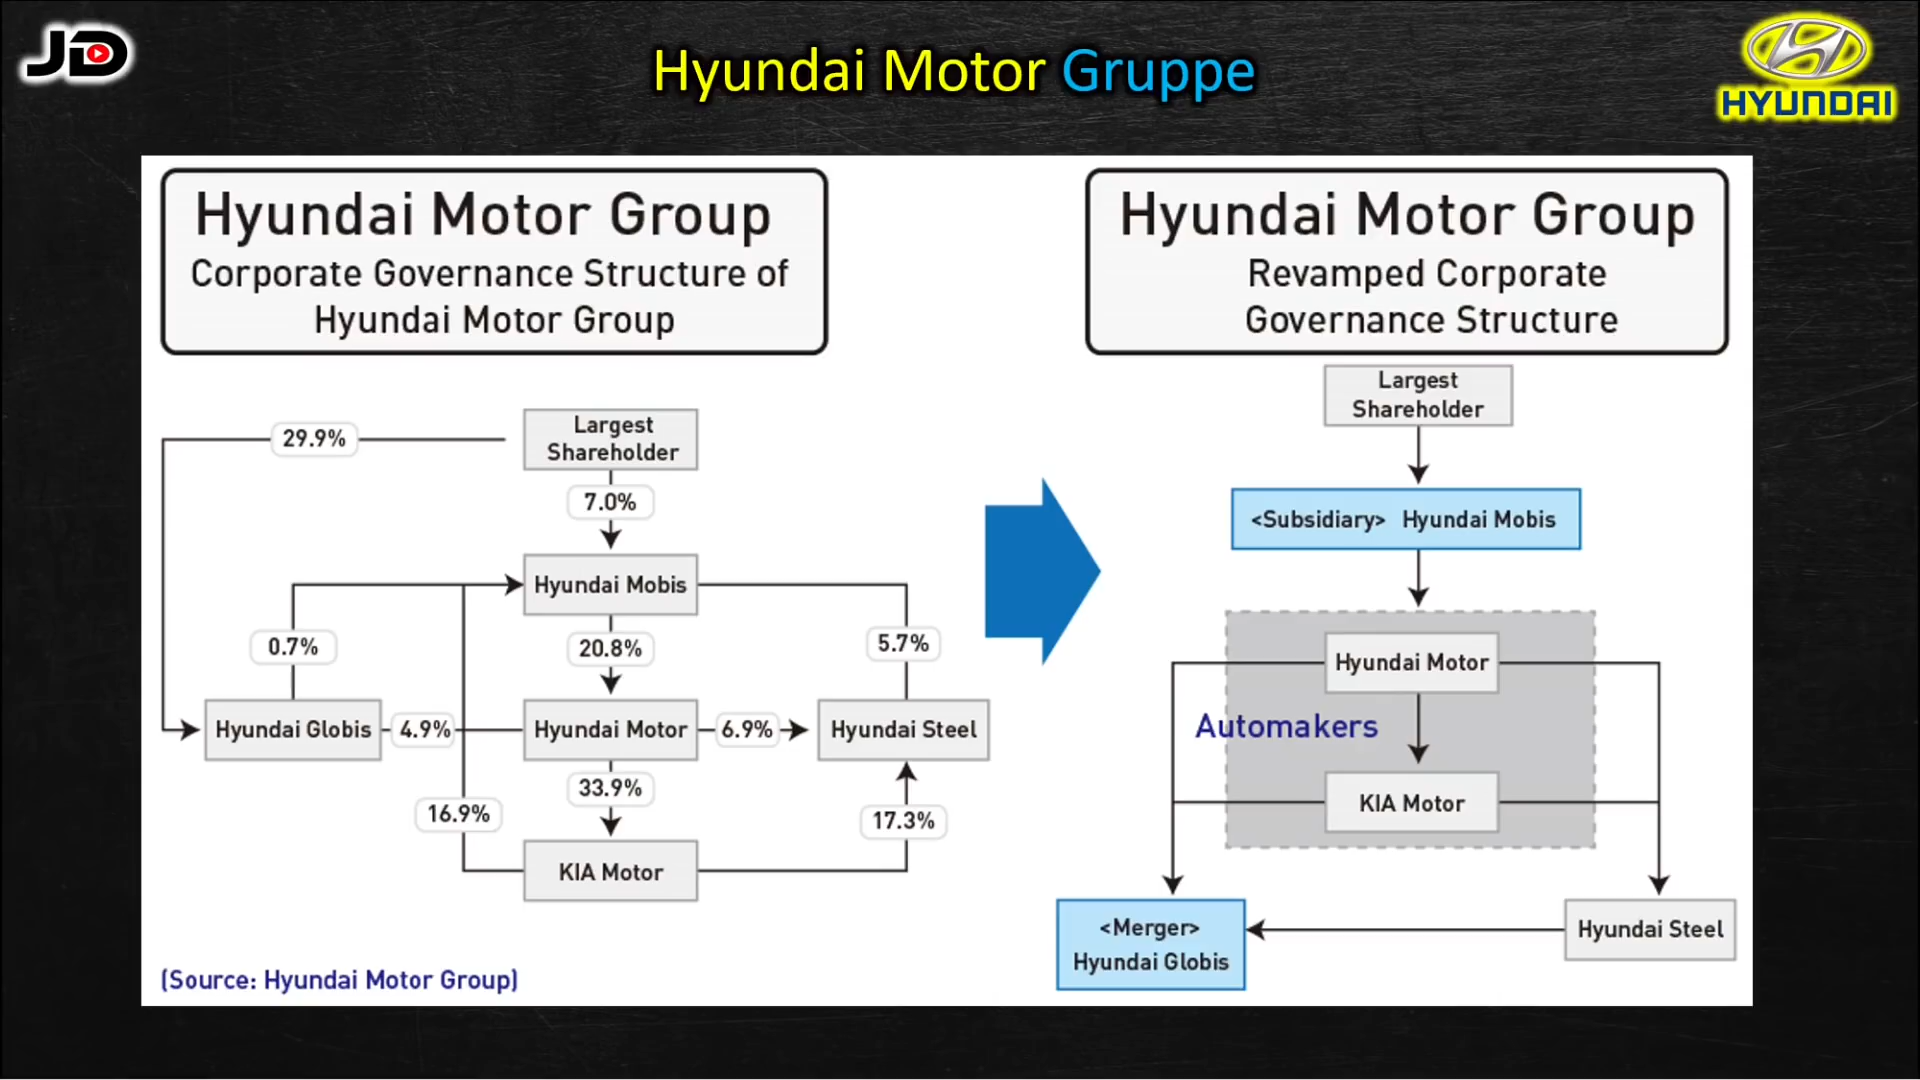 JD
Hyundai Motor Gruppe
HYUNDAI
Hyundai Motor Group
Corporate Governance Structure of
Hyundai Motor Group
Largest
Shareholder
29.9%
7.0%
Hyundai Mobis
0.7%
20.8%
5.7%
Hyundai Globis
4.9%
Hyundai Motor
6.9%
Hyundai Steel
33.9%
16.9%
17.3%
KIA Motor
(Source: Hyundai Motor Group)
Hyundai Motor Group
Revamped Corporate
Governance Structure
Largest
Shareholder
<Subsidiary> Hyundai Mobis
Hyundai Motor
Automakers
KIA Motor
<Merger>
Hyundai Globis
Hyundai Steel